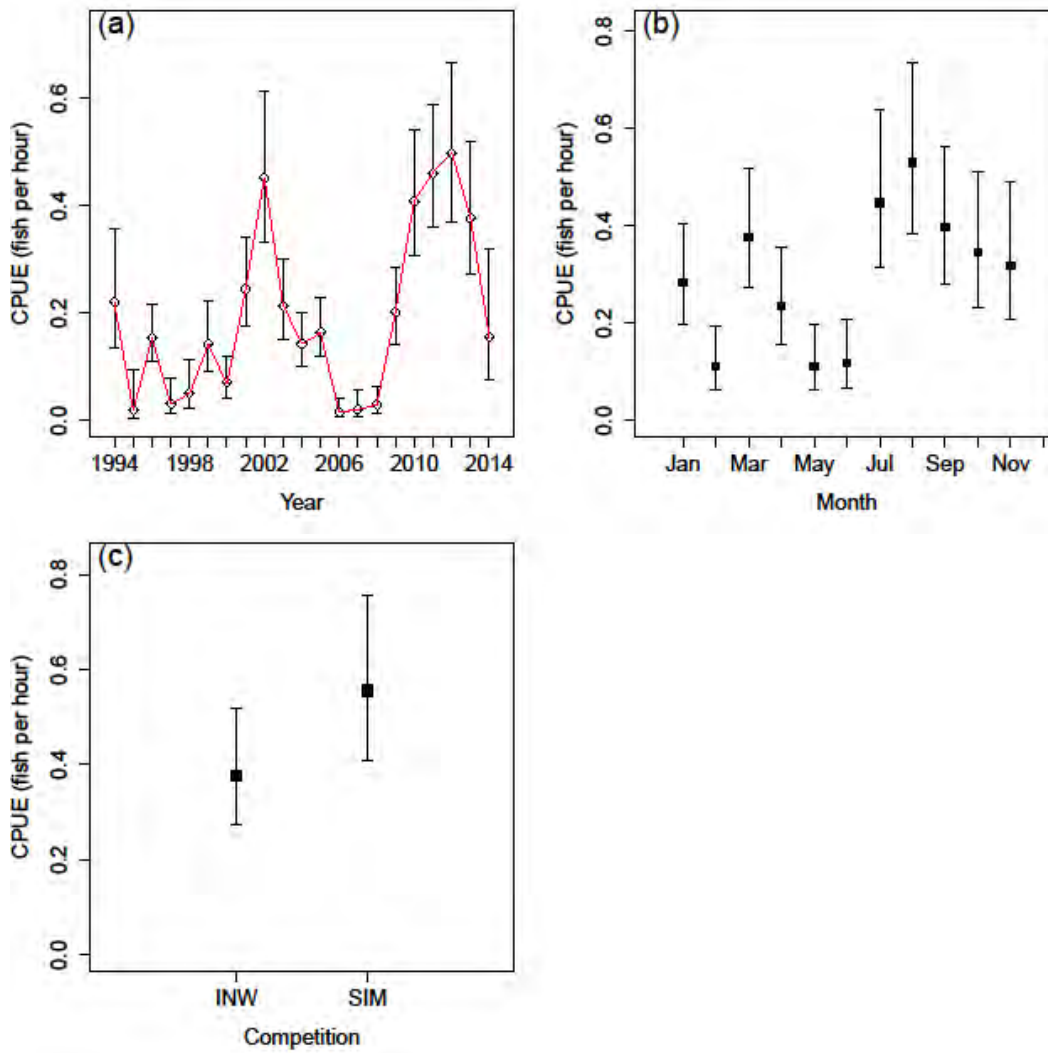 (a)
CPUE (fish per hour)
0.0 0.2 0.4 0.6
1994 1998 2002 2006 2010 2014
Year
(b)
CPUE (fish per hour)
0.0 0.2 0.4 0.6 0.8
Jan Mar May Jul Sep Nov
Month
(c)
CPUE (fish per hour)
0.0 0.2 0.4 0.6 0.8
INW SIM
Competition